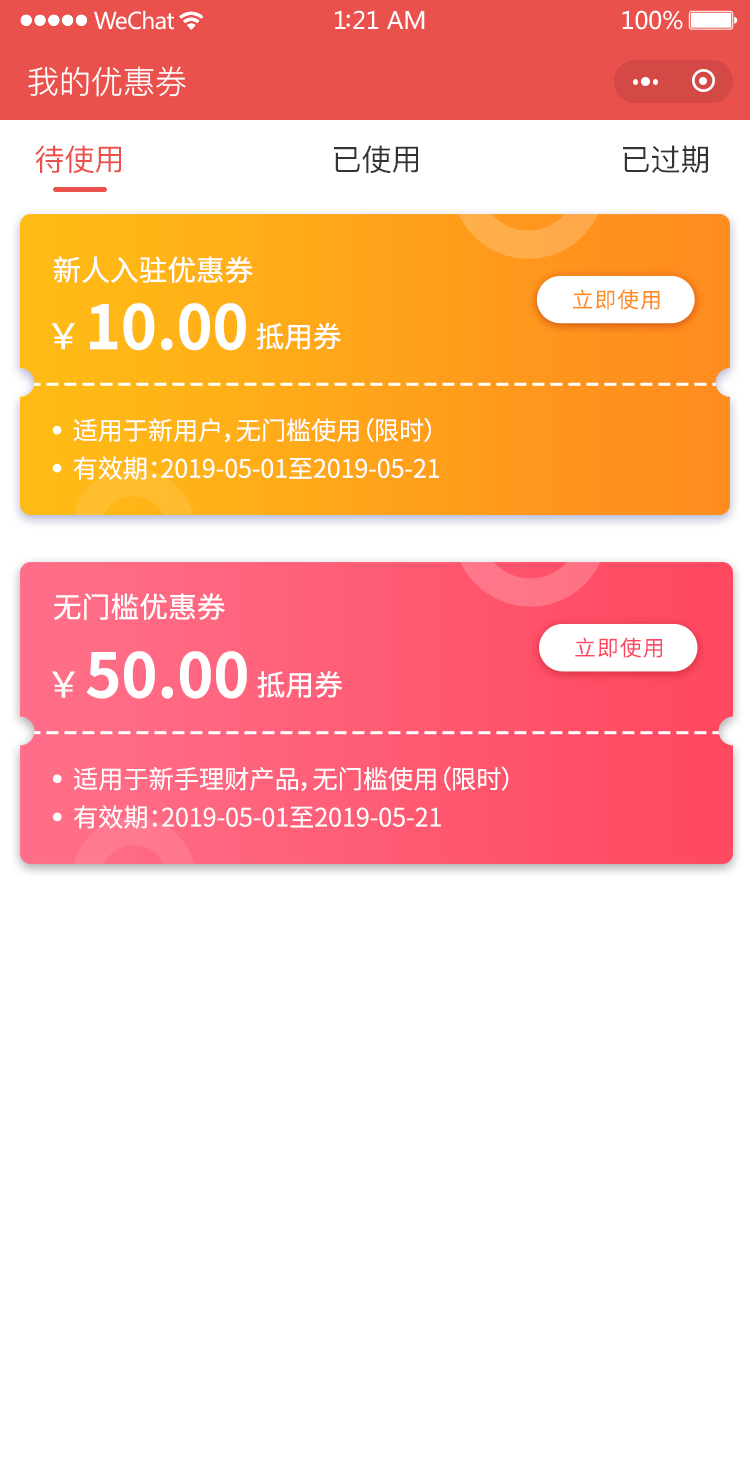 WeChat 1:21 AM 100%
我的优惠券
待使用 已使用 已过期
新人入驻优惠券
¥ 10.00 抵用券
立即使用
• 适用于新用户，无门槛使用（限时）
• 有效期：2019-05-01至2019-05-21
无门槛优惠券
¥ 50.00 抵用券
立即使用
• 适用于新手理财产品，无门槛使用（限时）
• 有效期：2019-05-01至2019-05-21